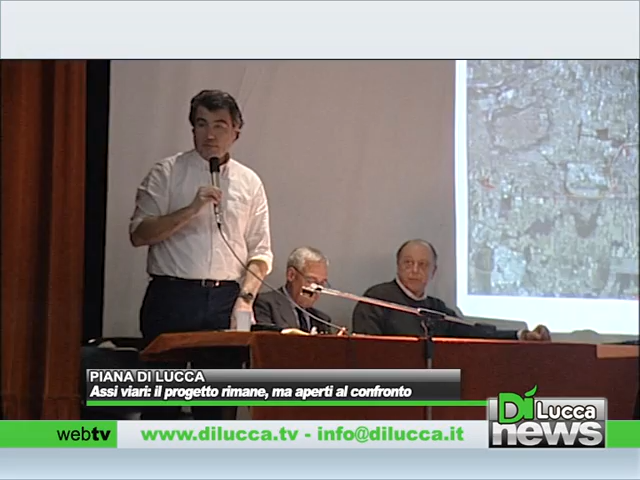 PIANA DI LUCCA
Assi viari: il progetto rimane, ma aperti al confronto
webtv
www.dilucca.tv - info@dilucca.it
Di Lucca
news